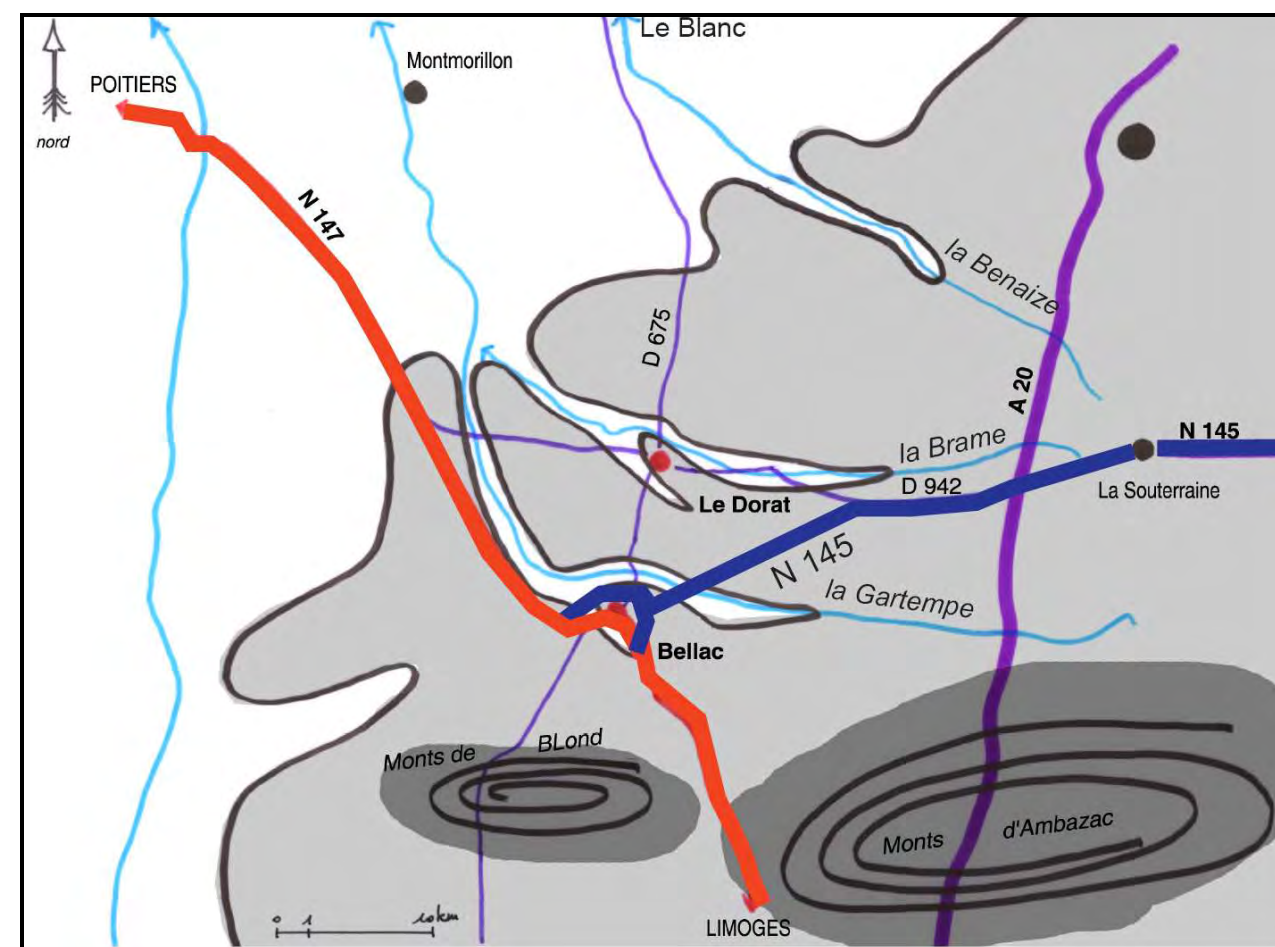 Le Blanc
Montmorillon
POITIERS
nord
N 147
la Benaize
D 675
A 20
la Brame
N 145
D 942
La Souterraine
Le Dorat
N 145
la Gartempe
Bellac
Monts de BLond
Monts d'Ambazac
0 1 10km
LIMOGES